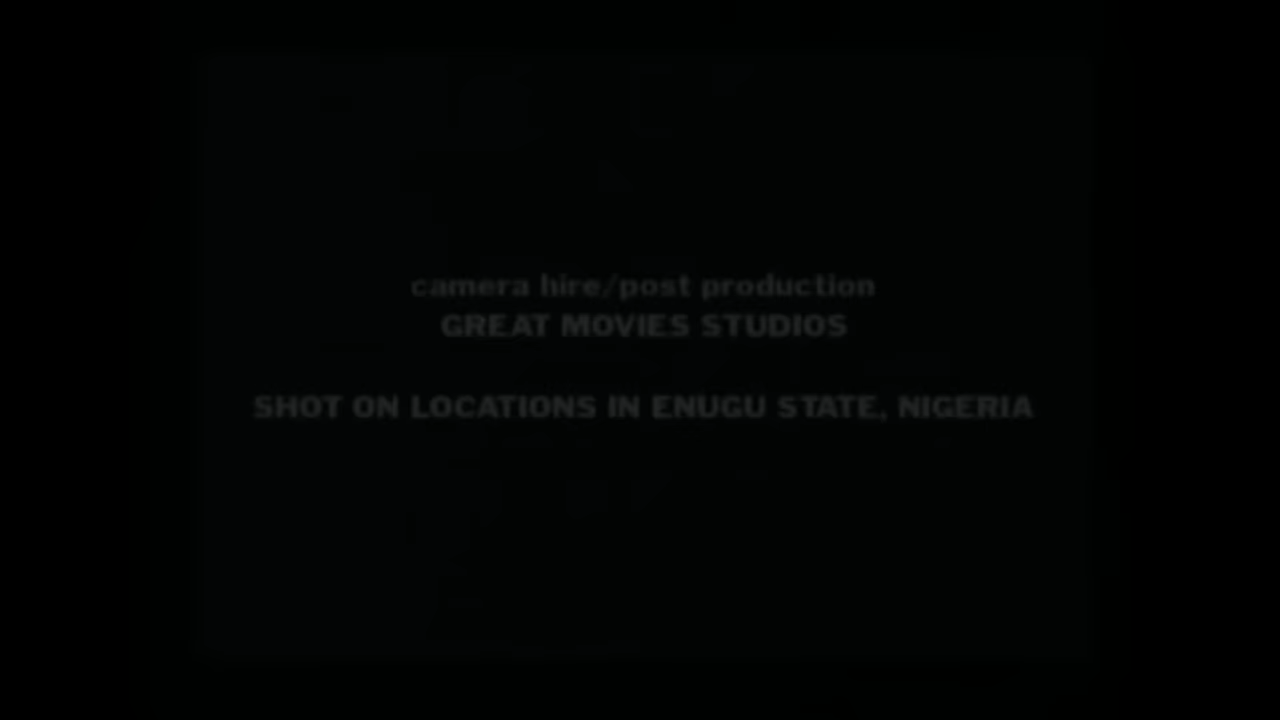 camera hire/post production
GREAT MOVIES STUDIOS
SHOT ON LOCATIONS IN ENUGU STATE, NIGERIA